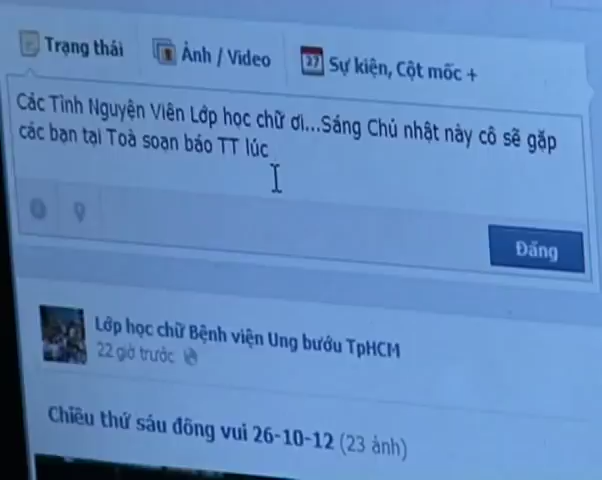 Trạng thái
Ảnh / Video
27
Sự kiện, Cột mốc +
Các Tình Nguyện Viên Lớp học chữ ơi...Sáng Chủ nhật này cô sẽ gặp
các bạn tại Toà soạn báo TT lúc
Đăng
Lớp học chữ Bệnh viện Ung bướu TpHCM
22 giờ trước
Chiều thứ sáu đông vui 26-10-12 (23 ảnh)